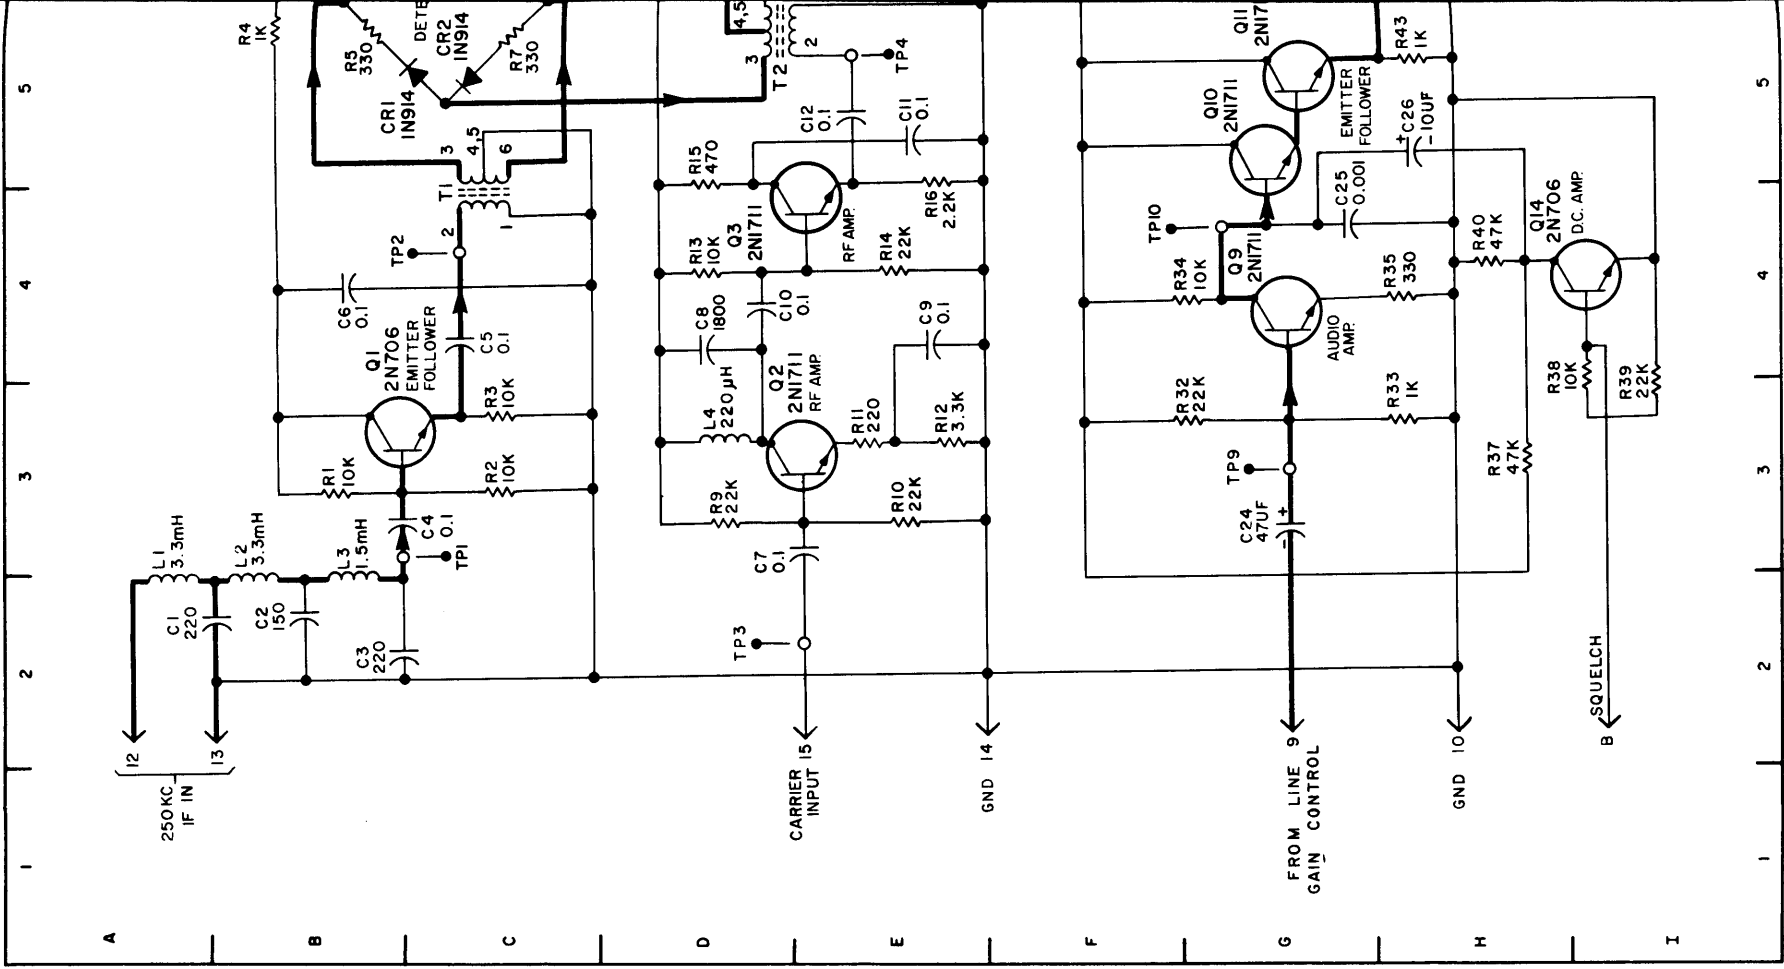 R4
1K
R5
330
DETE
CR2
1N914
R7
330
CR1
1N914
3
4,5
6
T1
2
1
TP2
C6
0.1
Q1
2N706
EMITTER
FOLLOWER
C5
0.1
R3
10K
R1
10K
R2
10K
L1
3.3mH
L2
3.3mH
L3
1.5mH
C4
0.1
TP1
C1
220
C2
150
C3
220
12
13
250KC
IF IN
4,5
3
2
T2
TP4
C12
0.1
C11
0.1
R15
470
Q3
2N1711
RF AMP.
R16
2.2K
R13
10K
R14
22K
C8
1800
C10
0.1
C9
0.1
L4
220µH
Q2
2N1711
RF AMP.
R11
220
R12
3.3K
R9
22K
R10
22K
C7
0.1
TP3
CARRIER
INPUT
15
GND 14
Q11
2N17
R43
1K
Q10
2N1711
EMITTER
FOLLOWER
C26
+
-10UF
C25
0.001
TP10
Q9
2N1711
R34
10K
R35
330
AUDIO
AMP.
R40
47K
Q14
2N706
D.C. AMP.
R32
22K
R33
1K
R38
10K
R39
22K
R37
47K
TP9
C24
47UF
+
-
FROM LINE 9
GAIN CONTROL
GND 10
SQUELCH
B
5
4
3
2
1
5
4
3
2
1
A
B
C
D
E
F
G
H
I